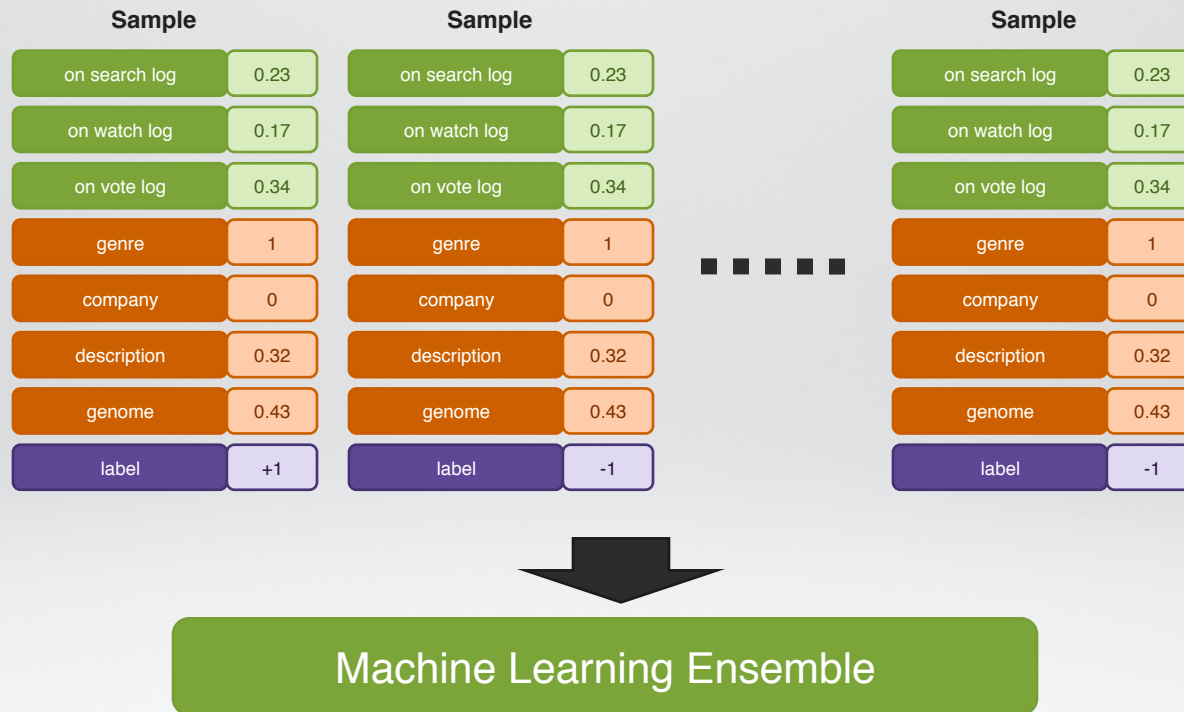 Sample Sample Sample
on search log 0.23 on search log 0.23 on search log 0.23
on watch log 0.17 on watch log 0.17 on watch log 0.17
on vote log 0.34 on vote log 0.34 on vote log 0.34
genre 1 genre 1 genre 1
company 0 company 0 company 0
description 0.32 description 0.32 description 0.32
genome 0.43 genome 0.43 genome 0.43
label +1 label -1 label -1
Machine Learning Ensemble